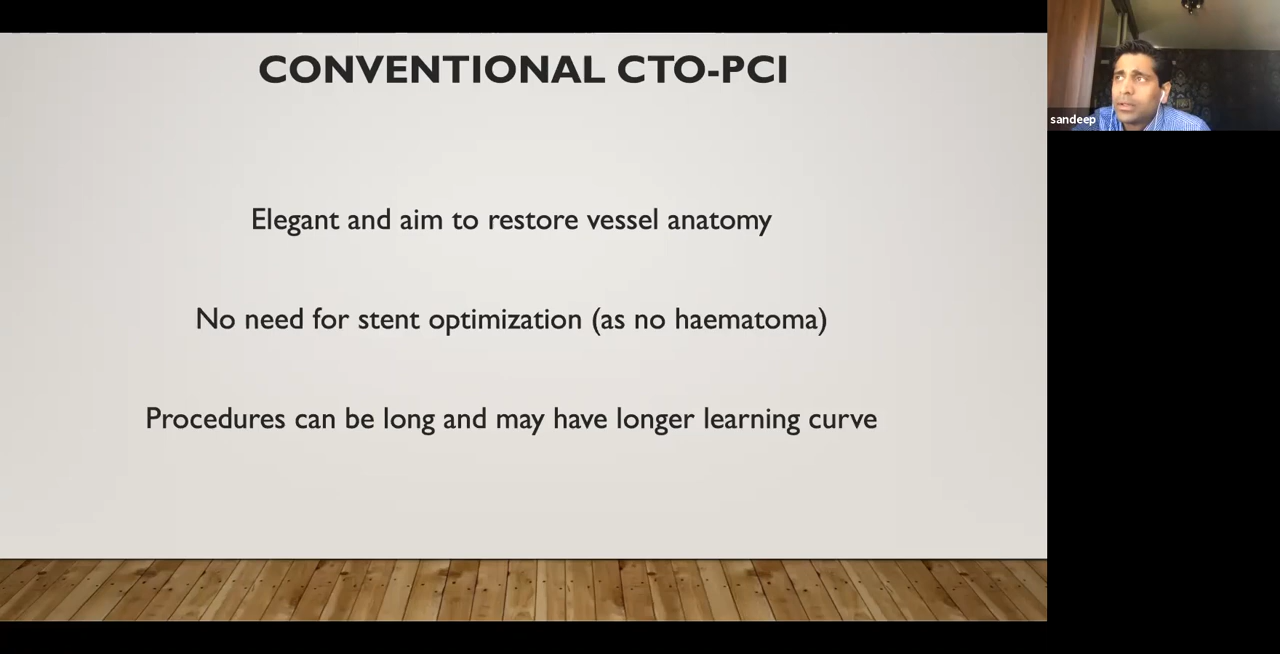 CONVENTIONAL CTO-PCI
sandeep
Elegant and aim to restore vessel anatomy
No need for stent optimization (as no haematoma)
Procedures can be long and may have longer learning curve